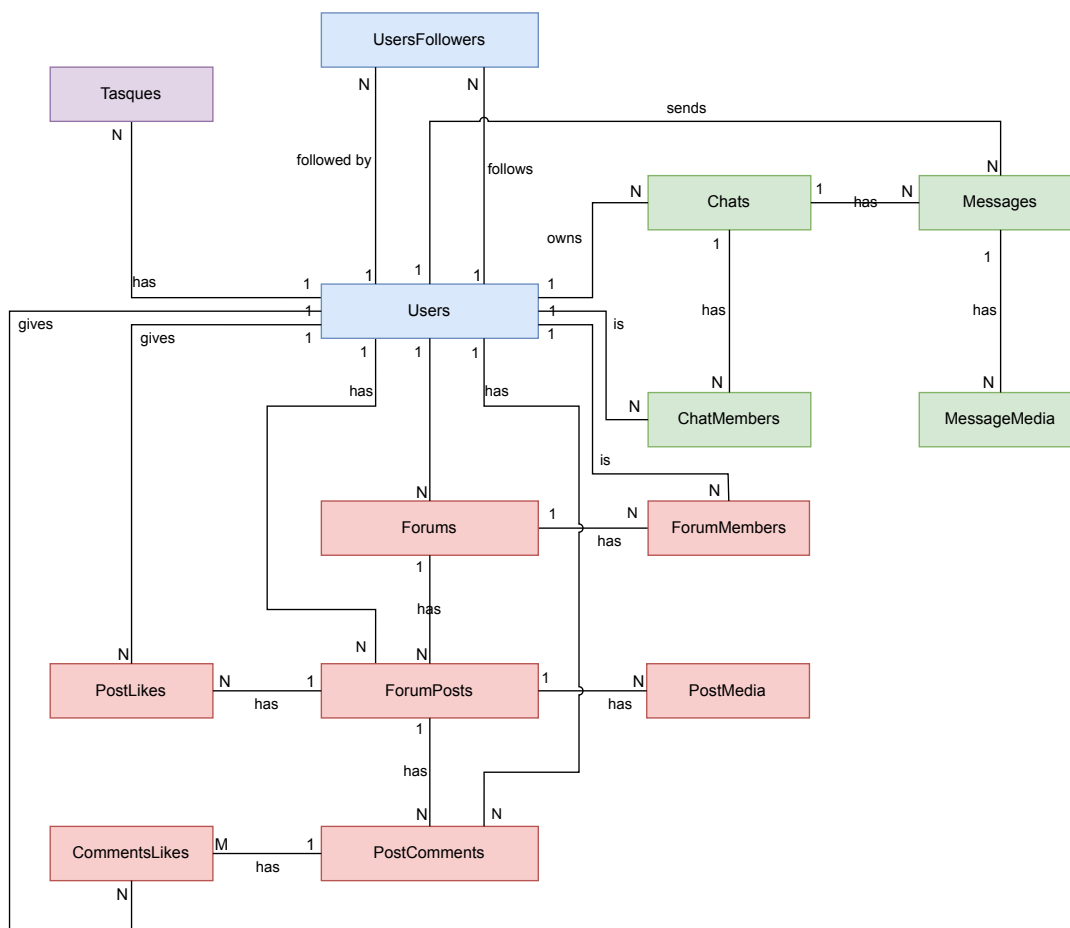 UsersFollowers
Tasques
N
N
N
sends
followed by
follows
N
N
Chats
1
has
N
Messages
owns
1
1
has
1
1
1
1
1
has
has
gives
1
Users
1
is
gives
1
1
1
1
1
has
has
N
N
N
ChatMembers
MessageMedia
is
N
N
Forums
1
N
has
ForumMembers
1
has
N
N
N
PostLikes
N
has
1
ForumPosts
1
has
N
PostMedia
1
has
N
N
CommentsLikes
M
has
1
PostComments
N